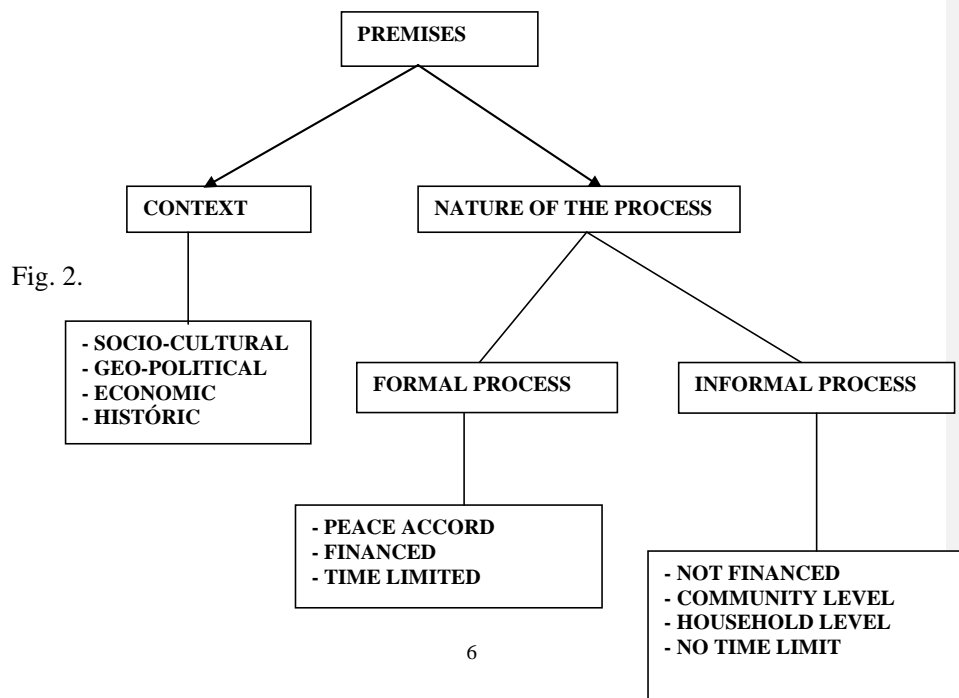 PREMISES
CONTEXT
NATURE OF THE PROCESS
Fig. 2.
- SOCIO-CULTURAL
- GEO-POLITICAL
- ECONOMIC
- HISTÓRIC
FORMAL PROCESS
INFORMAL PROCESS
- PEACE ACCORD
- FINANCED
- TIME LIMITED
- NOT FINANCED
- COMMUNITY LEVEL
- HOUSEHOLD LEVEL
- NO TIME LIMIT
6